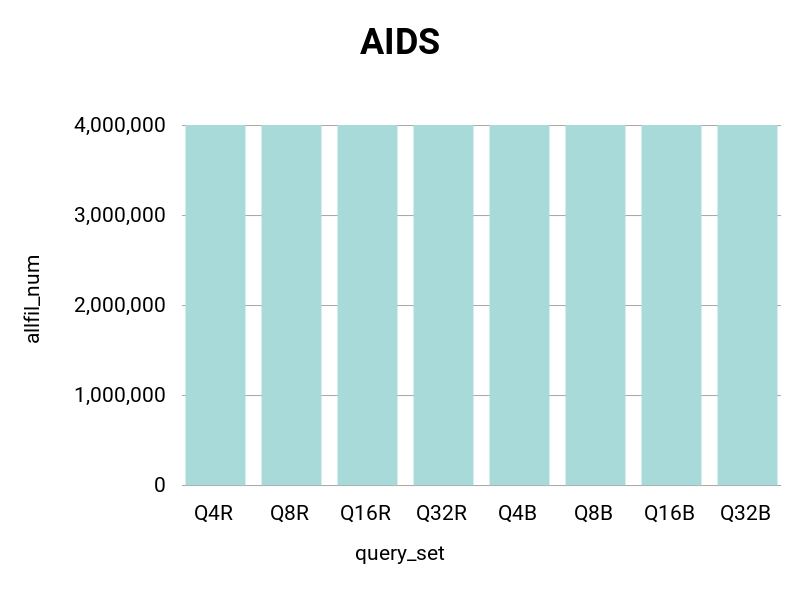 AIDS
4,000,000
3,000,000
2,000,000
1,000,000
0
allfil_num
Q4R Q8R Q16R Q32R Q4B Q8B Q16B Q32B
query_set